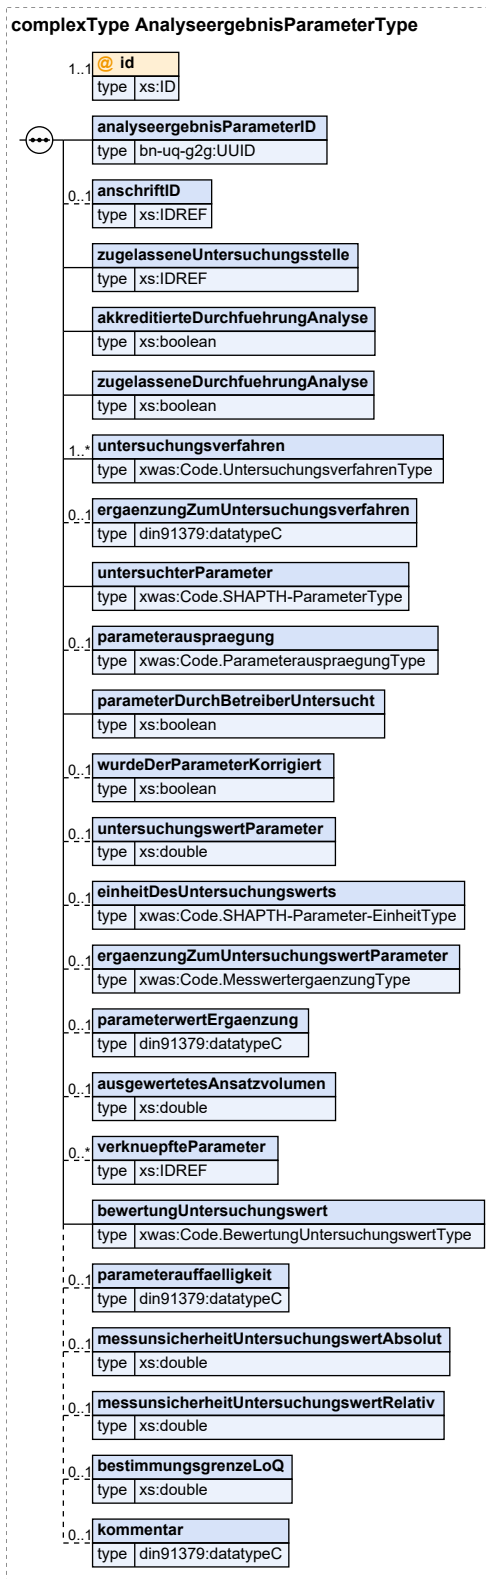 complexType AnalyseergebnisParameterType
1..1 @ id
type xs:ID
analyseergebnisParameterID
type bn-uq-g2g:UUID
0..1 anschriftID
type xs:IDREF
zugelasseneUntersuchungsstelle
type xs:IDREF
akkreditierteDurchfuehrungAnalyse
type xs:boolean
zugelasseneDurchfuehrungAnalyse
type xs:boolean
1..* untersuchungsverfahren
type xwas:Code.UntersuchungsverfahrenType
0..1 ergaenzungZumUntersuchungsverfahren
type din91379:datatypeC
untersuchterParameter
type xwas:Code.SHAPTH-ParameterType
0..1 parameterauspraegung
type xwas:Code.ParameterauspraegungType
parameterDurchBetreiberUntersucht
type xs:boolean
0..1 wurdeDerParameterKorrigiert
type xs:boolean
0..1 untersuchungswertParameter
type xs:double
0..1 einheitDesUntersuchungswerts
type xwas:Code.SHAPTH-Parameter-EinheitType
0..1 ergaenzungZumUntersuchungswertParameter
type xwas:Code.MesswertergaenzungType
0..1 parameterwertErgaenzung
type din91379:datatypeC
0..1 ausgewertetesAnsatzvolumen
type xs:double
0..* verknuepfteParameter
type xs:IDREF
bewertungUntersuchungswert
type xwas:Code.BewertungUntersuchungswertType
0..1 parameterauffaelligkeit
type din91379:datatypeC
0..1 messunsicherheitUntersuchungswertAbsolut
type xs:double
0..1 messunsicherheitUntersuchungswertRelativ
type xs:double
0..1 bestimmungsgrenzeLoQ
type xs:double
0..1 kommentar
type din91379:datatypeC